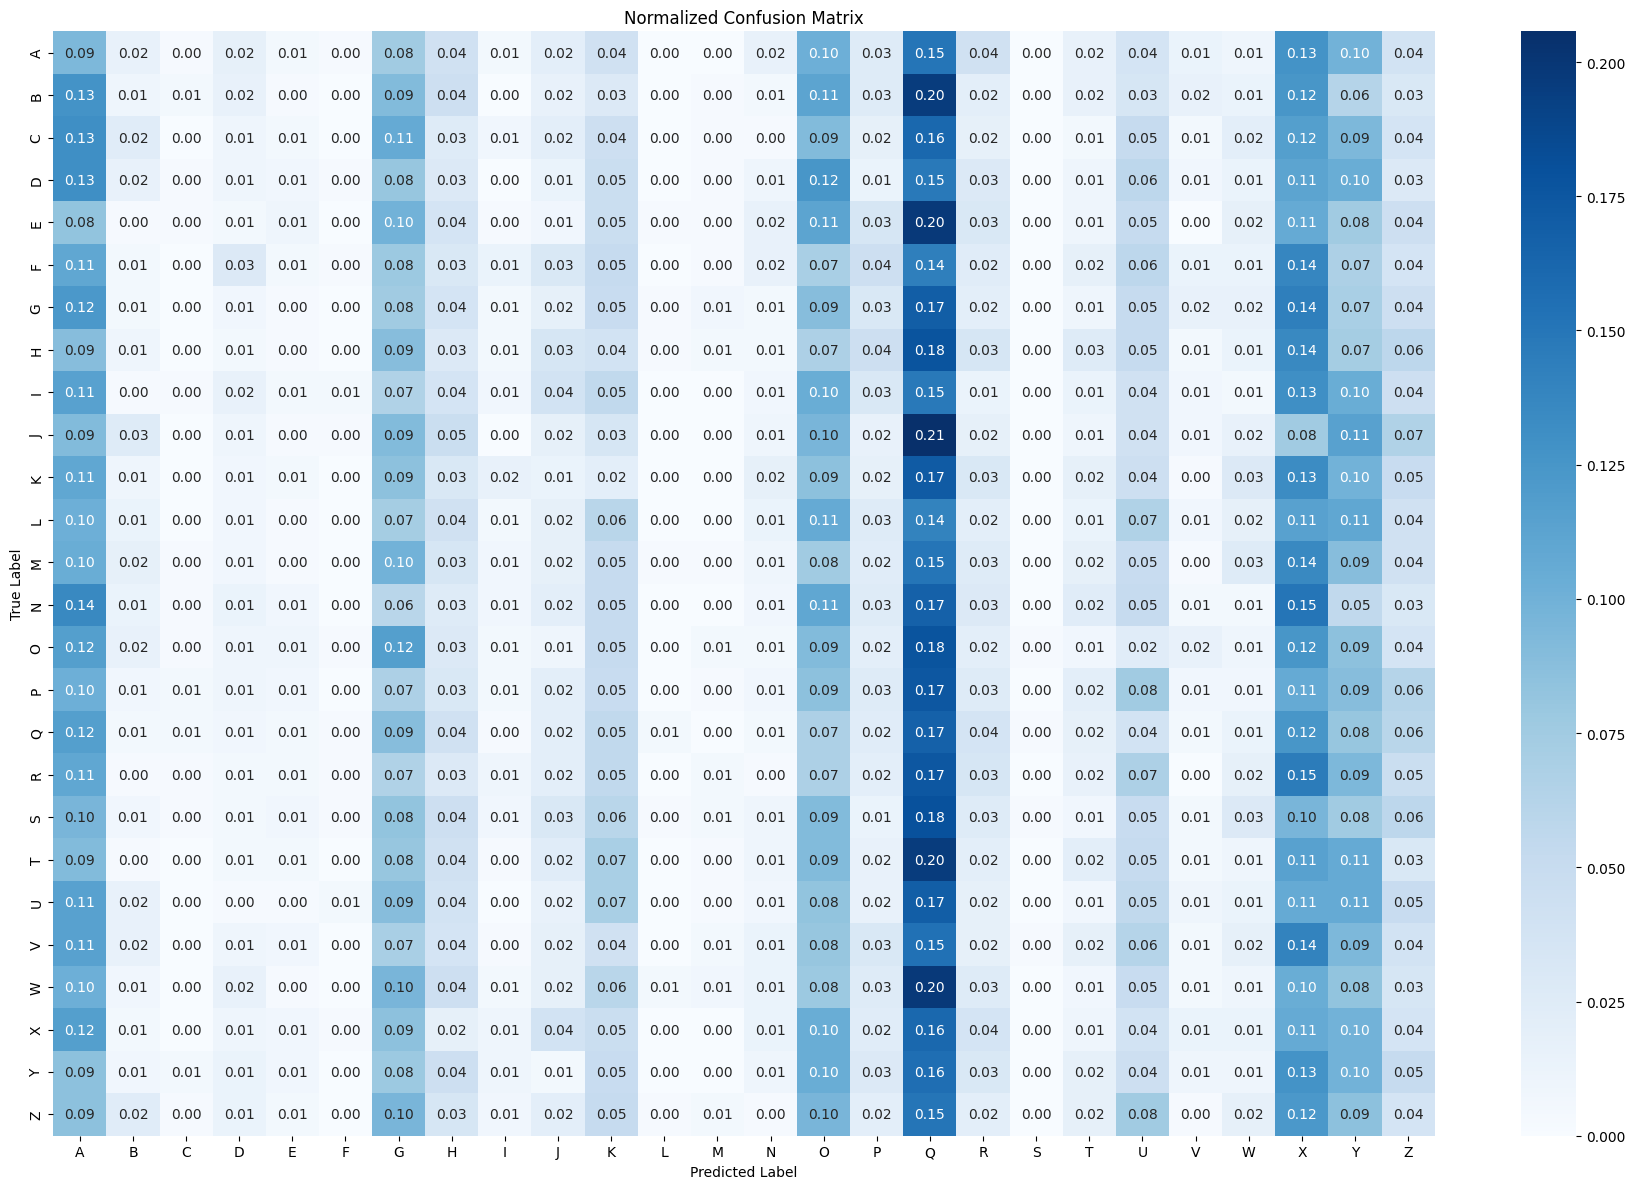 Normalized Confusion Matrix
A 0.09 0.02 0.00 0.02 0.01 0.00 0.08 0.04 0.01 0.02 0.04 0.00 0.00 0.02 0.10 0.03 0.15 0.04 0.00 0.02 0.04 0.01 0.01 0.13 0.10 0.04
B 0.13 0.01 0.01 0.02 0.00 0.00 0.09 0.04 0.00 0.02 0.03 0.00 0.00 0.01 0.11 0.03 0.20 0.02 0.00 0.02 0.03 0.02 0.01 0.12 0.06 0.03
C 0.13 0.02 0.00 0.01 0.01 0.00 0.11 0.03 0.01 0.02 0.04 0.00 0.00 0.00 0.09 0.02 0.16 0.02 0.00 0.01 0.05 0.01 0.02 0.12 0.09 0.04
D 0.13 0.02 0.00 0.01 0.01 0.00 0.08 0.03 0.00 0.01 0.05 0.00 0.00 0.01 0.12 0.01 0.15 0.03 0.00 0.01 0.06 0.01 0.01 0.11 0.10 0.03
E 0.08 0.00 0.00 0.01 0.01 0.00 0.10 0.04 0.00 0.01 0.05 0.00 0.00 0.02 0.11 0.03 0.20 0.03 0.00 0.01 0.05 0.00 0.02 0.11 0.08 0.04
F 0.11 0.01 0.00 0.03 0.01 0.00 0.08 0.03 0.01 0.03 0.05 0.00 0.00 0.02 0.07 0.04 0.14 0.02 0.00 0.02 0.06 0.01 0.01 0.14 0.07 0.04
G 0.12 0.01 0.00 0.01 0.00 0.00 0.08 0.04 0.01 0.02 0.05 0.00 0.01 0.01 0.09 0.03 0.17 0.02 0.00 0.01 0.05 0.02 0.02 0.14 0.07 0.04
H 0.09 0.01 0.00 0.01 0.00 0.00 0.09 0.03 0.01 0.03 0.04 0.00 0.01 0.01 0.07 0.04 0.18 0.03 0.00 0.03 0.05 0.01 0.01 0.14 0.07 0.06
I 0.11 0.00 0.00 0.02 0.01 0.01 0.07 0.04 0.01 0.04 0.05 0.00 0.00 0.01 0.10 0.03 0.15 0.01 0.00 0.01 0.04 0.01 0.00 0.13 0.10 0.04
J 0.09 0.03 0.00 0.01 0.00 0.00 0.09 0.05 0.00 0.02 0.03 0.00 0.00 0.01 0.10 0.02 0.21 0.02 0.00 0.01 0.04 0.01 0.02 0.08 0.11 0.07
K 0.11 0.01 0.00 0.01 0.00 0.00 0.09 0.03 0.02 0.01 0.02 0.00 0.00 0.02 0.09 0.02 0.17 0.03 0.00 0.02 0.04 0.00 0.03 0.13 0.10 0.05
L 0.10 0.01 0.00 0.01 0.00 0.00 0.07 0.04 0.01 0.02 0.06 0.00 0.00 0.01 0.11 0.03 0.14 0.02 0.00 0.01 0.07 0.01 0.02 0.11 0.11 0.04
M 0.10 0.02 0.00 0.01 0.00 0.00 0.10 0.03 0.01 0.02 0.05 0.00 0.00 0.01 0.08 0.02 0.15 0.03 0.00 0.02 0.05 0.00 0.03 0.14 0.09 0.04
N 0.14 0.01 0.00 0.01 0.01 0.00 0.06 0.03 0.01 0.02 0.05 0.00 0.00 0.01 0.11 0.03 0.17 0.03 0.00 0.02 0.05 0.01 0.01 0.15 0.05 0.03
O 0.12 0.02 0.00 0.01 0.01 0.00 0.12 0.03 0.01 0.01 0.05 0.00 0.01 0.01 0.09 0.02 0.18 0.02 0.00 0.01 0.02 0.02 0.01 0.12 0.09 0.04
P 0.10 0.01 0.01 0.01 0.01 0.00 0.07 0.03 0.01 0.02 0.05 0.00 0.00 0.01 0.09 0.03 0.17 0.03 0.00 0.02 0.08 0.01 0.01 0.11 0.09 0.06
Q 0.12 0.01 0.01 0.01 0.01 0.00 0.09 0.04 0.00 0.02 0.05 0.01 0.00 0.01 0.07 0.02 0.17 0.04 0.00 0.02 0.04 0.01 0.01 0.12 0.08 0.06
R 0.11 0.00 0.00 0.01 0.01 0.00 0.07 0.03 0.01 0.02 0.05 0.00 0.01 0.00 0.07 0.02 0.17 0.03 0.00 0.02 0.07 0.00 0.02 0.15 0.09 0.05
S 0.10 0.01 0.00 0.01 0.01 0.00 0.08 0.04 0.01 0.03 0.06 0.00 0.01 0.01 0.09 0.01 0.18 0.03 0.00 0.01 0.05 0.01 0.03 0.10 0.08 0.06
T 0.09 0.00 0.00 0.01 0.01 0.00 0.08 0.04 0.00 0.02 0.07 0.00 0.00 0.01 0.09 0.02 0.20 0.02 0.00 0.02 0.05 0.01 0.01 0.11 0.11 0.03
U 0.11 0.02 0.00 0.00 0.00 0.01 0.09 0.04 0.00 0.02 0.07 0.00 0.00 0.01 0.08 0.02 0.17 0.02 0.00 0.01 0.05 0.01 0.01 0.11 0.11 0.05
V 0.11 0.02 0.00 0.01 0.01 0.00 0.07 0.04 0.00 0.02 0.04 0.00 0.01 0.01 0.08 0.03 0.15 0.02 0.00 0.02 0.06 0.01 0.02 0.14 0.09 0.04
W 0.10 0.01 0.00 0.02 0.00 0.00 0.10 0.04 0.01 0.02 0.06 0.01 0.01 0.01 0.08 0.03 0.20 0.03 0.00 0.01 0.05 0.01 0.01 0.10 0.08 0.03
X 0.12 0.01 0.00 0.01 0.01 0.00 0.09 0.02 0.01 0.04 0.05 0.00 0.00 0.01 0.10 0.02 0.16 0.04 0.00 0.01 0.04 0.01 0.01 0.11 0.10 0.04
Y 0.09 0.01 0.01 0.01 0.01 0.00 0.08 0.04 0.01 0.01 0.05 0.00 0.00 0.01 0.10 0.03 0.16 0.03 0.00 0.02 0.04 0.01 0.01 0.13 0.10 0.05
Z 0.09 0.02 0.00 0.01 0.01 0.00 0.10 0.03 0.01 0.02 0.05 0.00 0.01 0.00 0.10 0.02 0.15 0.02 0.00 0.02 0.08 0.00 0.02 0.12 0.09 0.04
A B C D E F G H I J K L M N O P Q R S T U V W X Y Z
Predicted Label
True Label
0.200
0.175
0.150
0.125
0.100
0.075
0.050
0.025
0.000